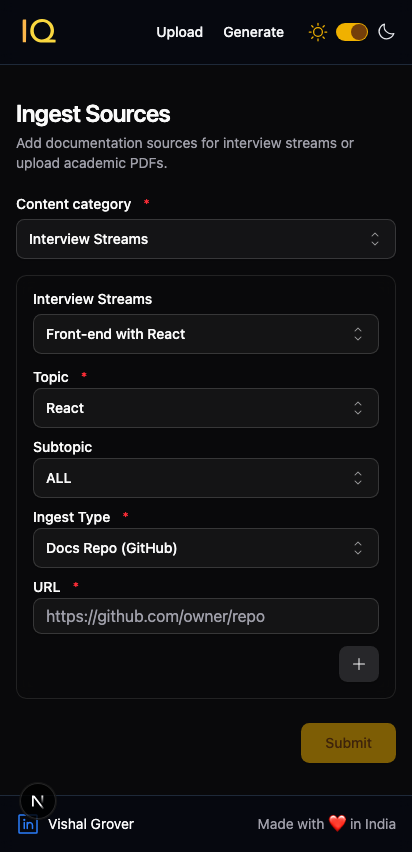 IQ
Upload Generate
Ingest Sources
Add documentation sources for interview streams or
upload academic PDFs.
Content category *
Interview Streams
Interview Streams
Front-end with React
Topic *
React
Subtopic
ALL
Ingest Type *
Docs Repo (GitHub)
URL *
https://github.com/owner/repo
+
Submit
N
in Vishal Grover
Made with ❤️ in India